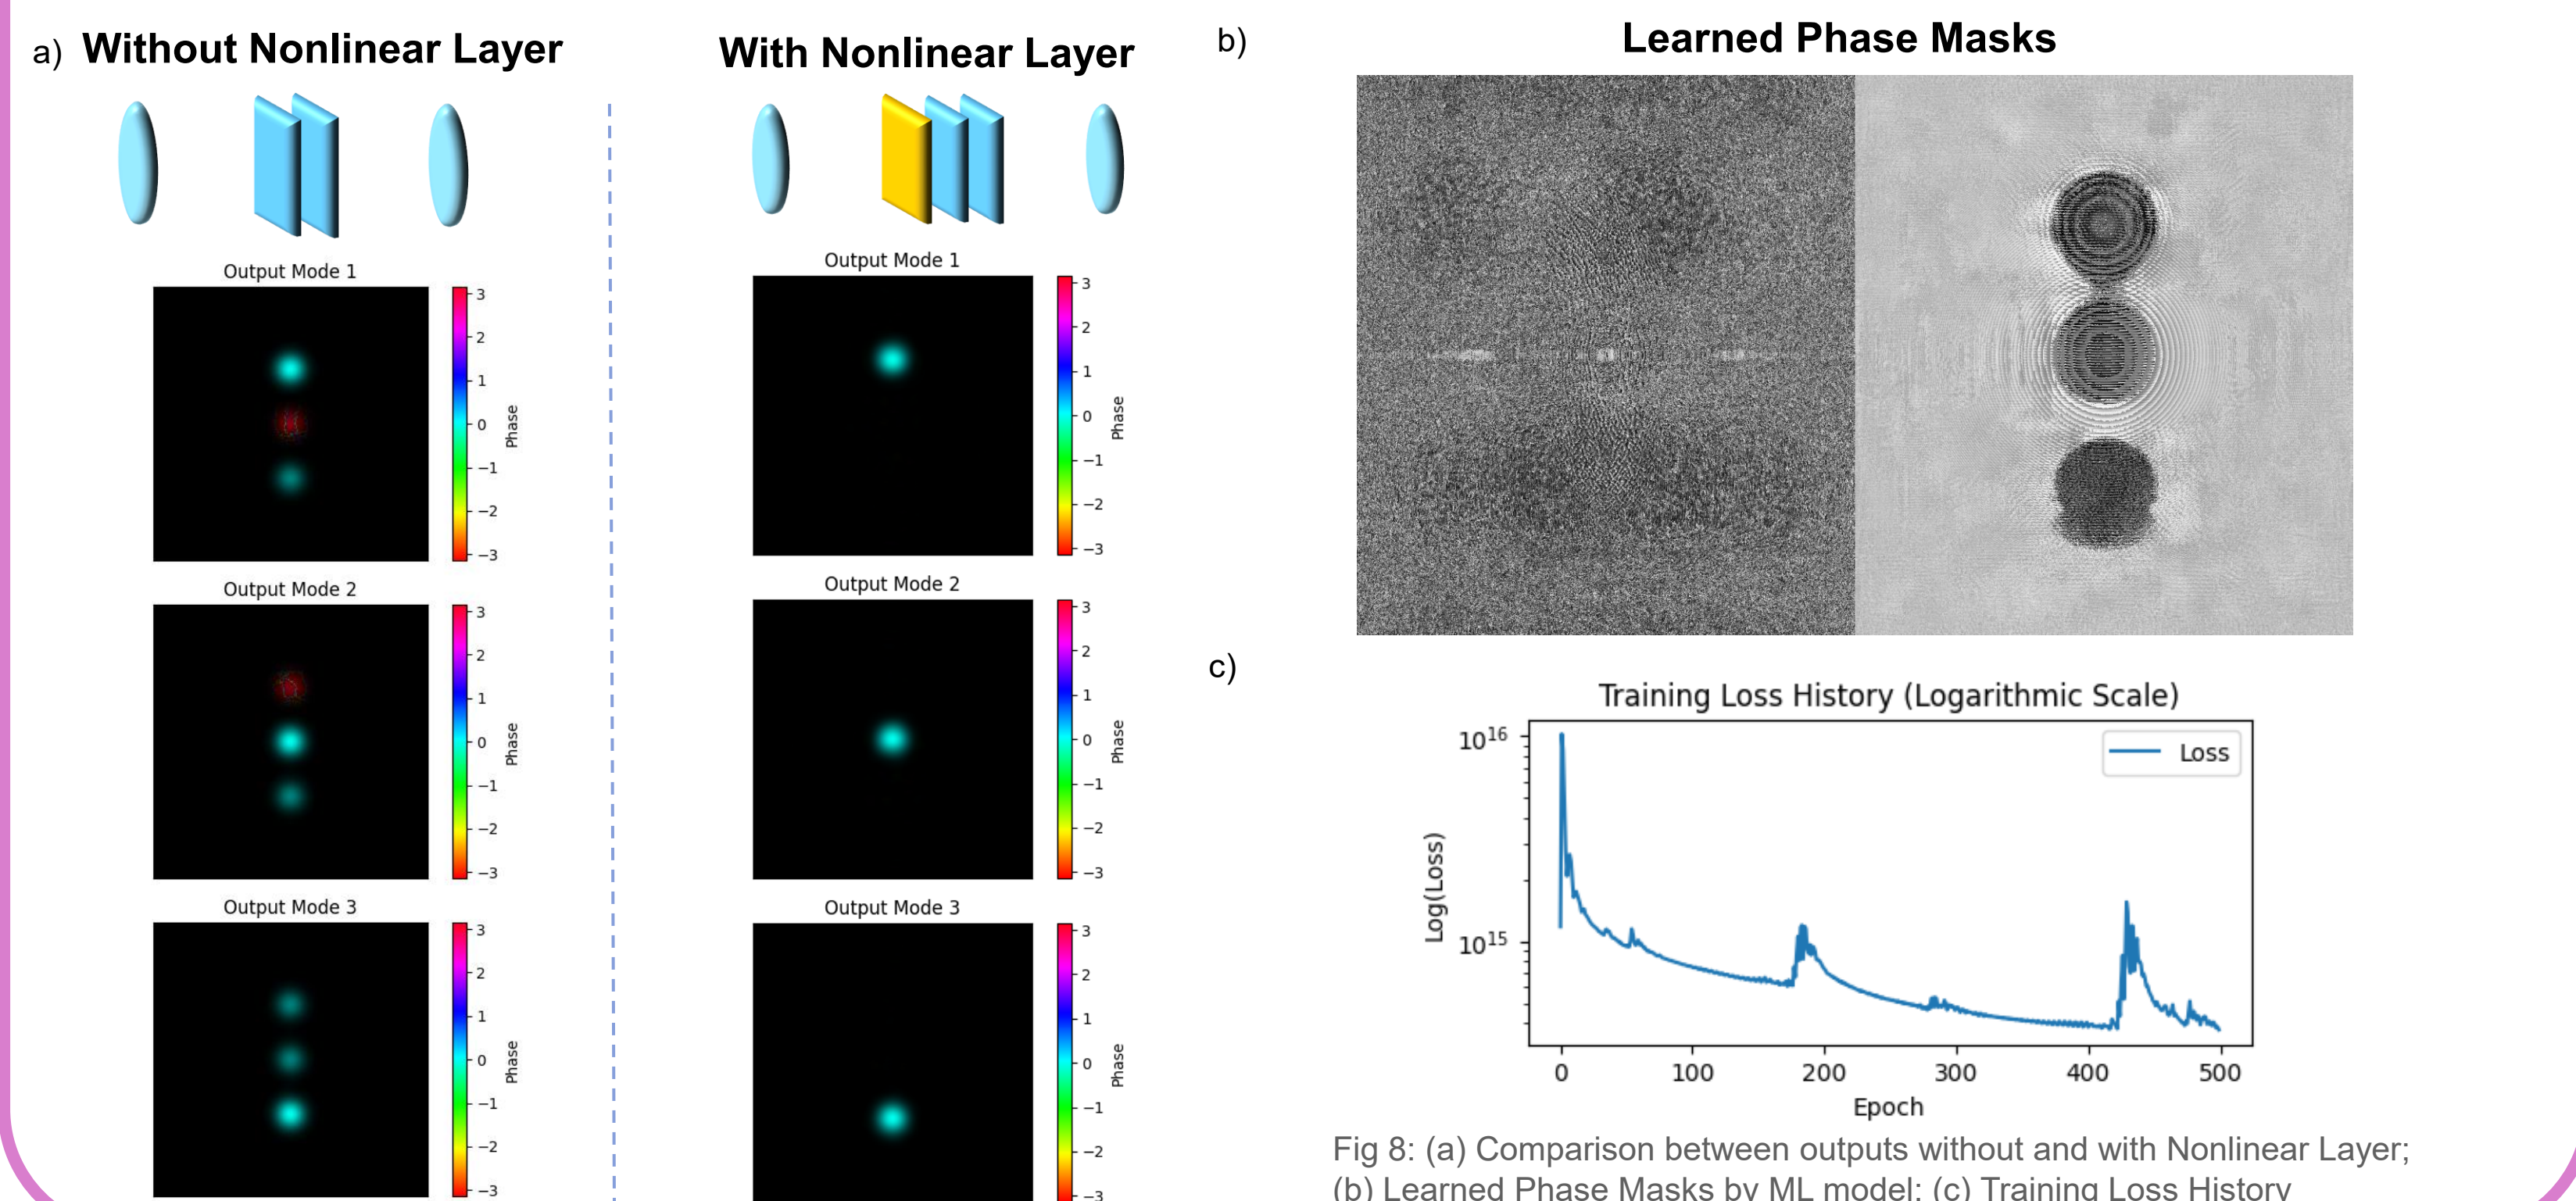 a) Without Nonlinear Layer
With Nonlinear Layer
Output Mode 1
3
2
1
0
−1
−2
−3
Phase
Output Mode 2
3
2
1
0
−1
−2
−3
Phase
Output Mode 3
3
2
1
0
−1
−2
−3
Phase
Output Mode 1
3
2
1
0
−1
−2
−3
Phase
Output Mode 2
3
2
1
0
−1
−2
−3
Phase
Output Mode 3
3
2
1
0
−1
−2
−3
Phase
b)
Learned Phase Masks
c)
Training Loss History (Logarithmic Scale)
10^16
10^15
Log(Loss)
Loss
0 100 200 300 400 500
Epoch
Fig 8: (a) Comparison between outputs without and with Nonlinear Layer;
(b) Learned Phase Masks by ML model; (c) Training Loss History